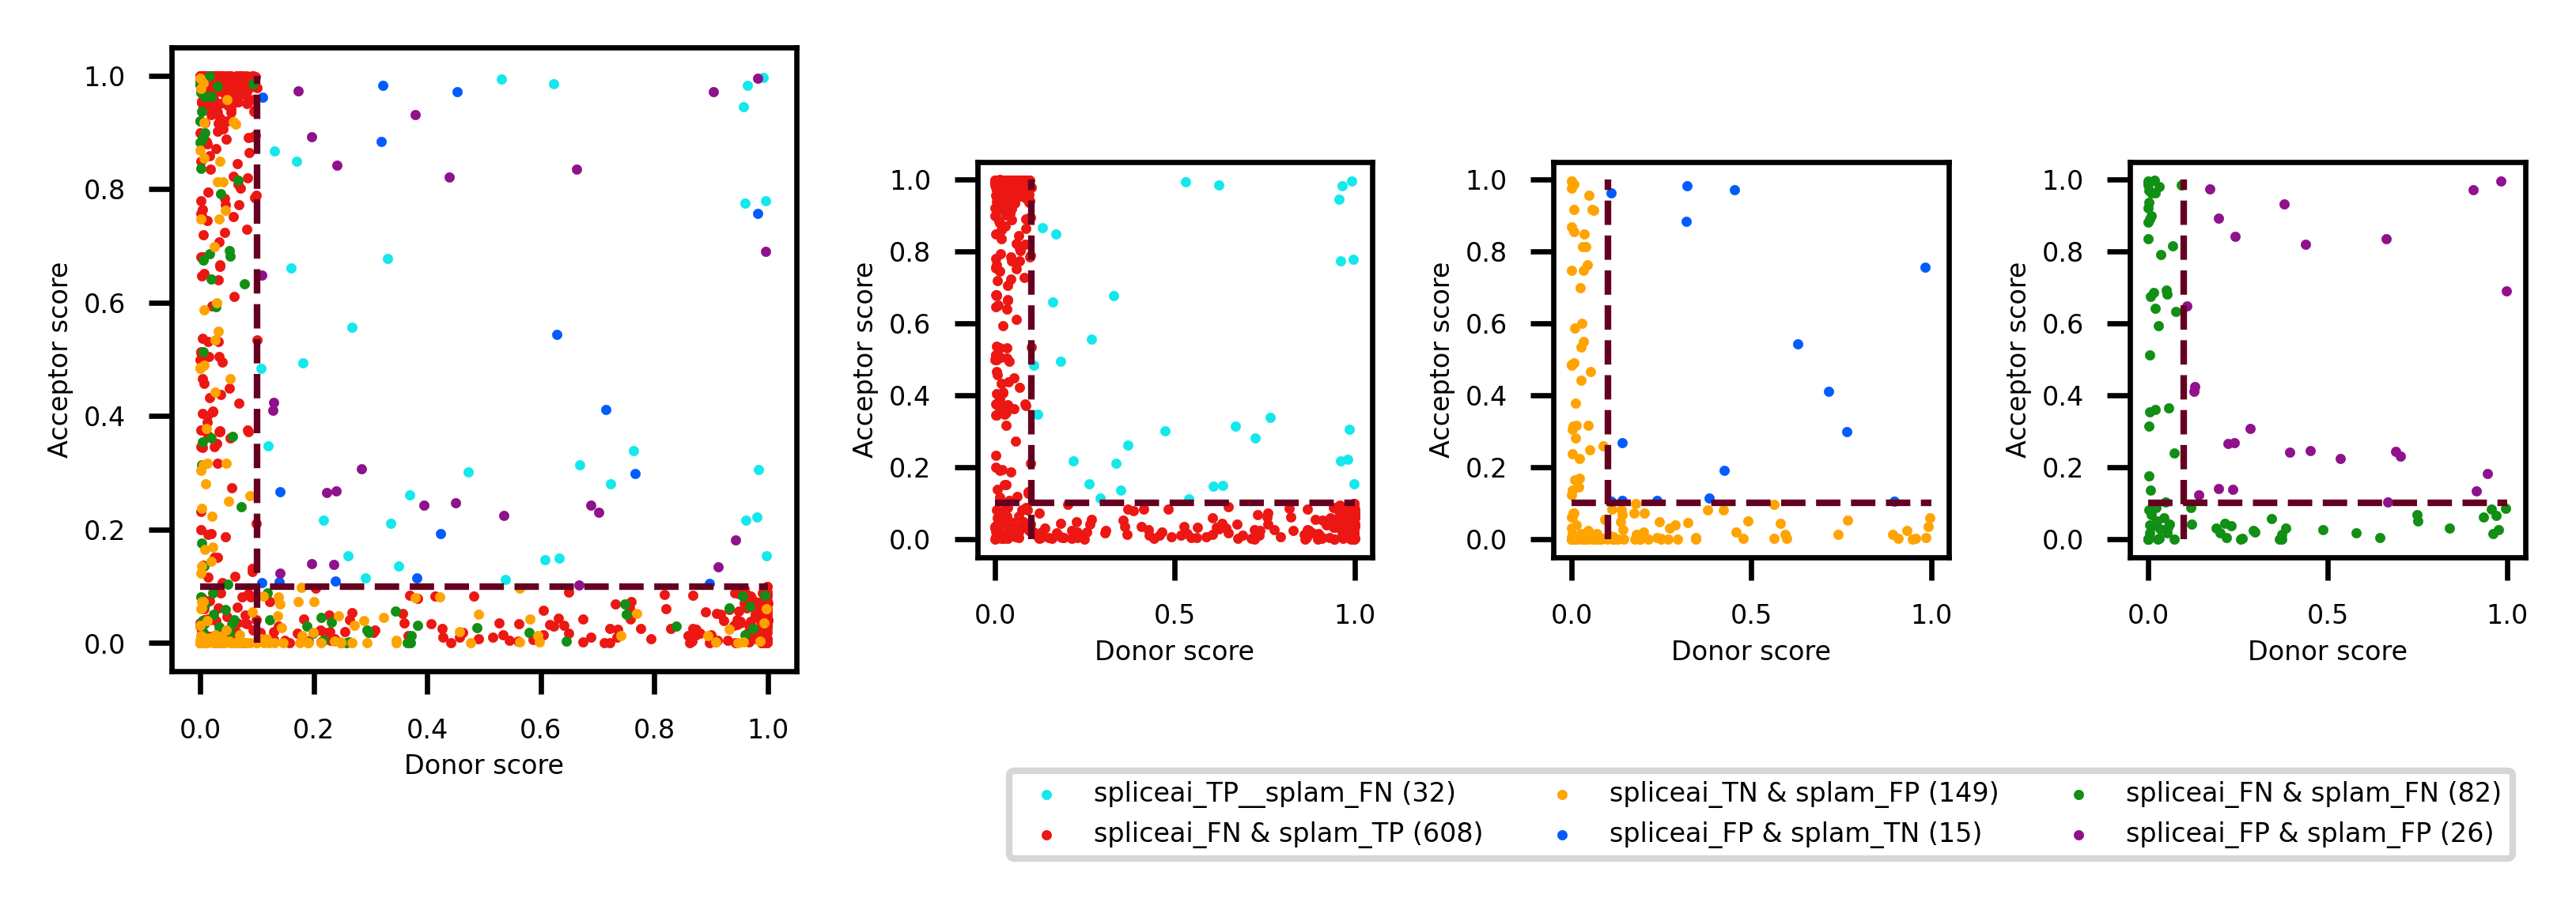 1.0
0.8
0.6
0.4
0.2
0.0
Acceptor score
0.0 0.2 0.4 0.6 0.8 1.0
Donor score
1.0
0.8
0.6
0.4
0.2
0.0
Acceptor score
0.0 0.5 1.0
Donor score
1.0
0.8
0.6
0.4
0.2
0.0
Acceptor score
0.0 0.5 1.0
Donor score
1.0
0.8
0.6
0.4
0.2
0.0
Acceptor score
0.0 0.5 1.0
Donor score
spliceai_TP__splam_FN (32)
spliceai_FN & splam_TP (608)
spliceai_TN & splam_FP (149)
spliceai_FP & splam_TN (15)
spliceai_FN & splam_FN (82)
spliceai_FP & splam_FP (26)